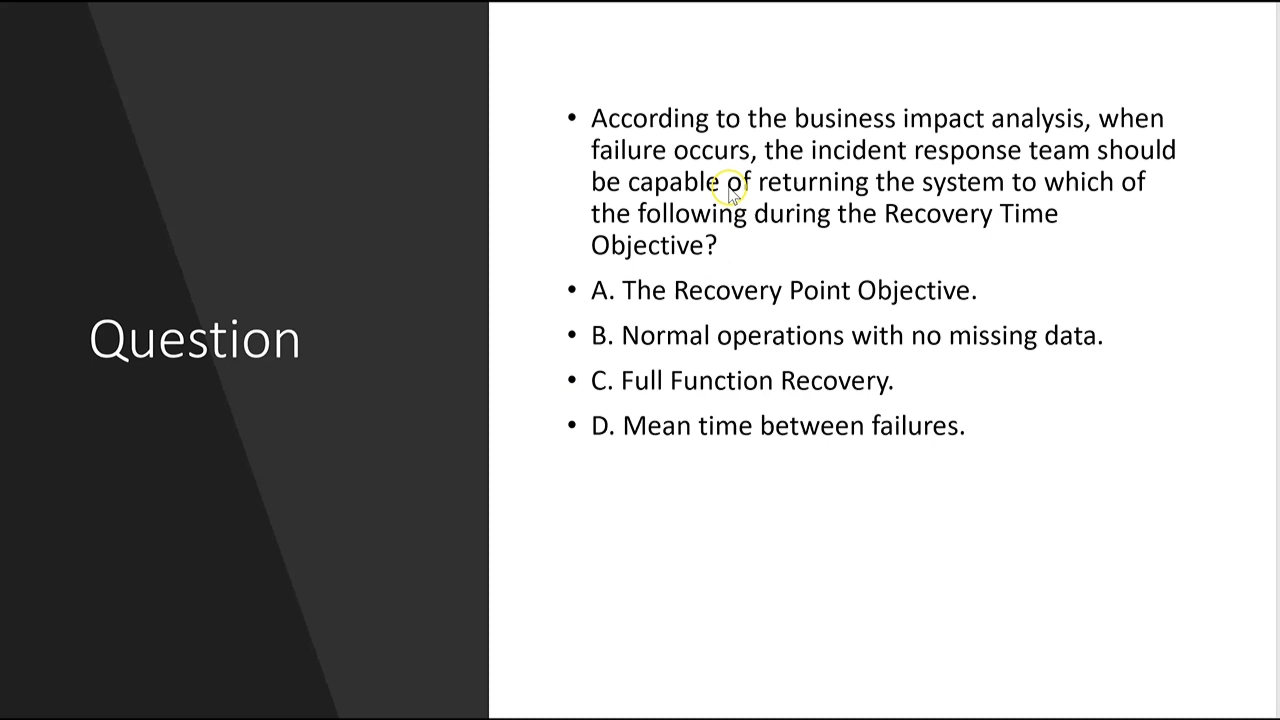 Question
• According to the business impact analysis, when
failure occurs, the incident response team should
be capable of returning the system to which of
the following during the Recovery Time
Objective?
• A. The Recovery Point Objective.
• B. Normal operations with no missing data.
• C. Full Function Recovery.
• D. Mean time between failures.